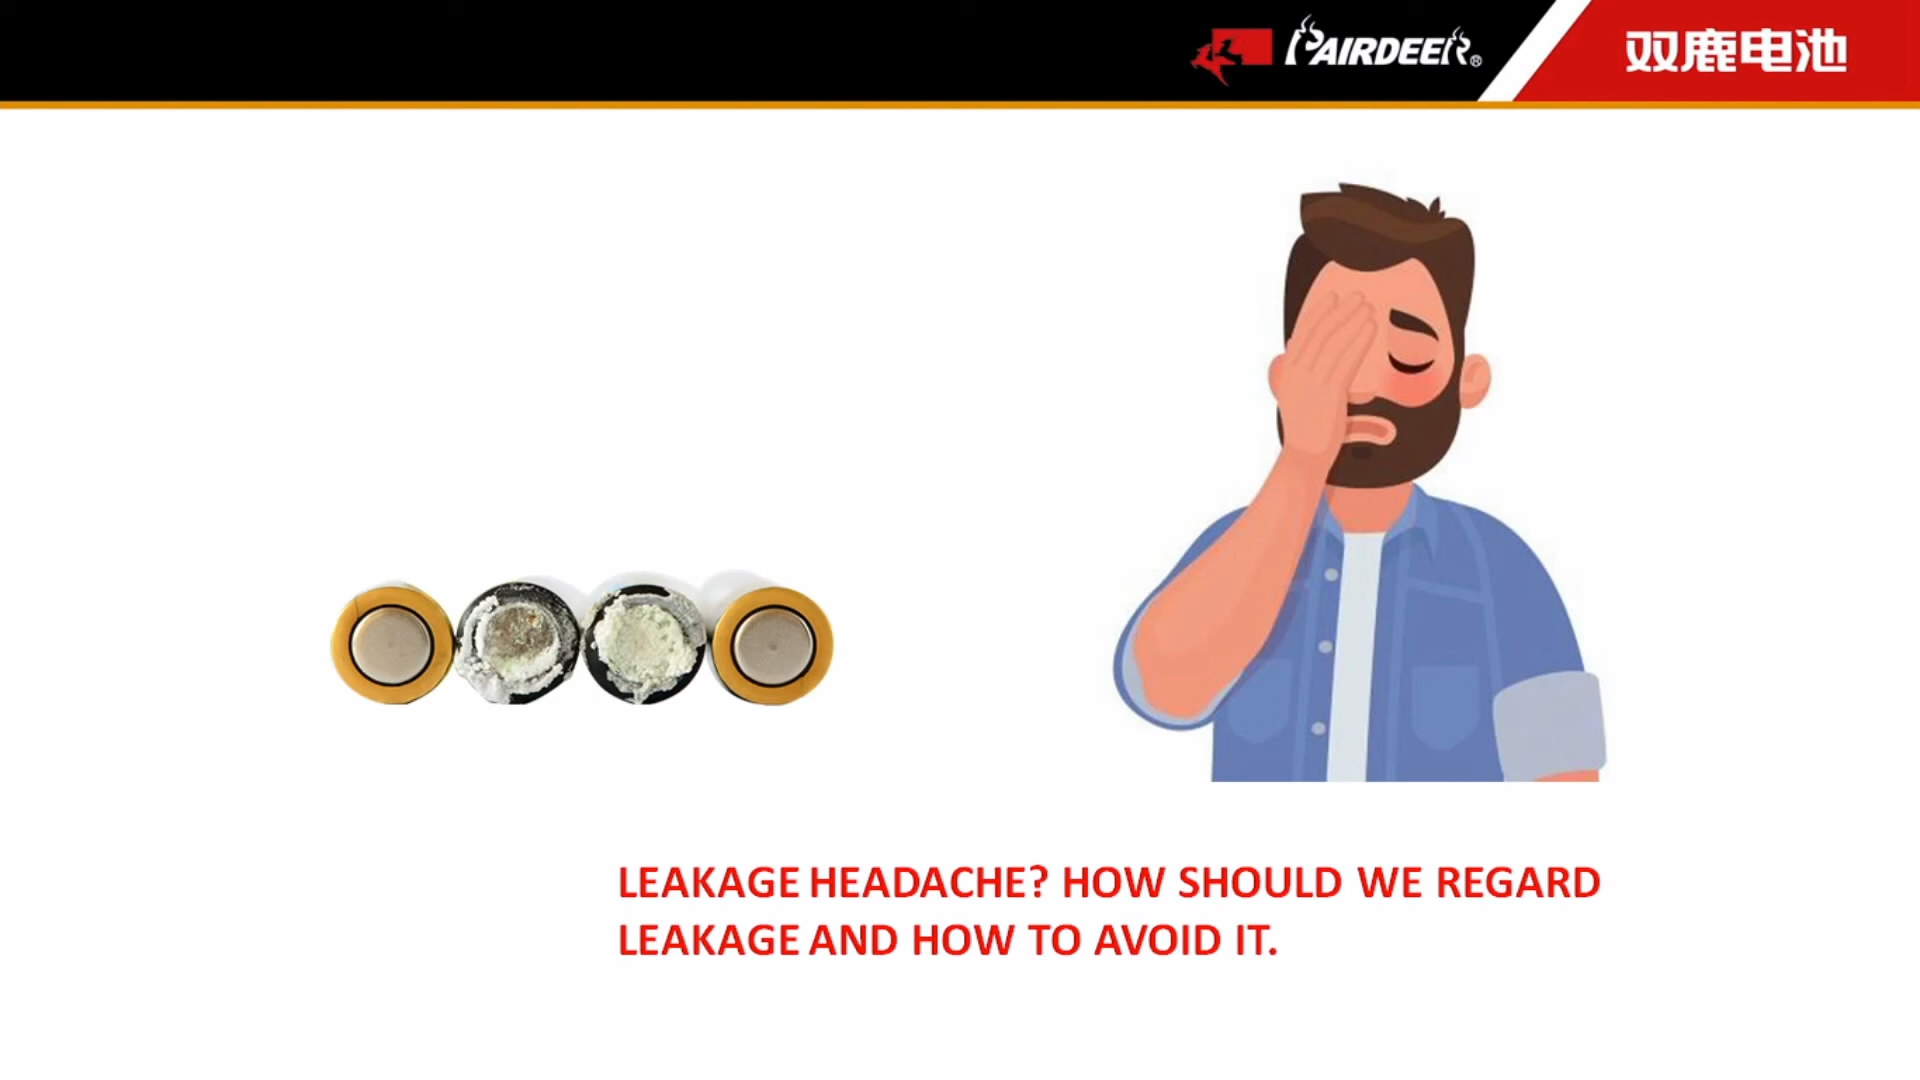 PAIRDEER®
双鹿电池
LEAKAGE HEADACHE? HOW SHOULD WE REGARD
LEAKAGE AND HOW TO AVOID IT.